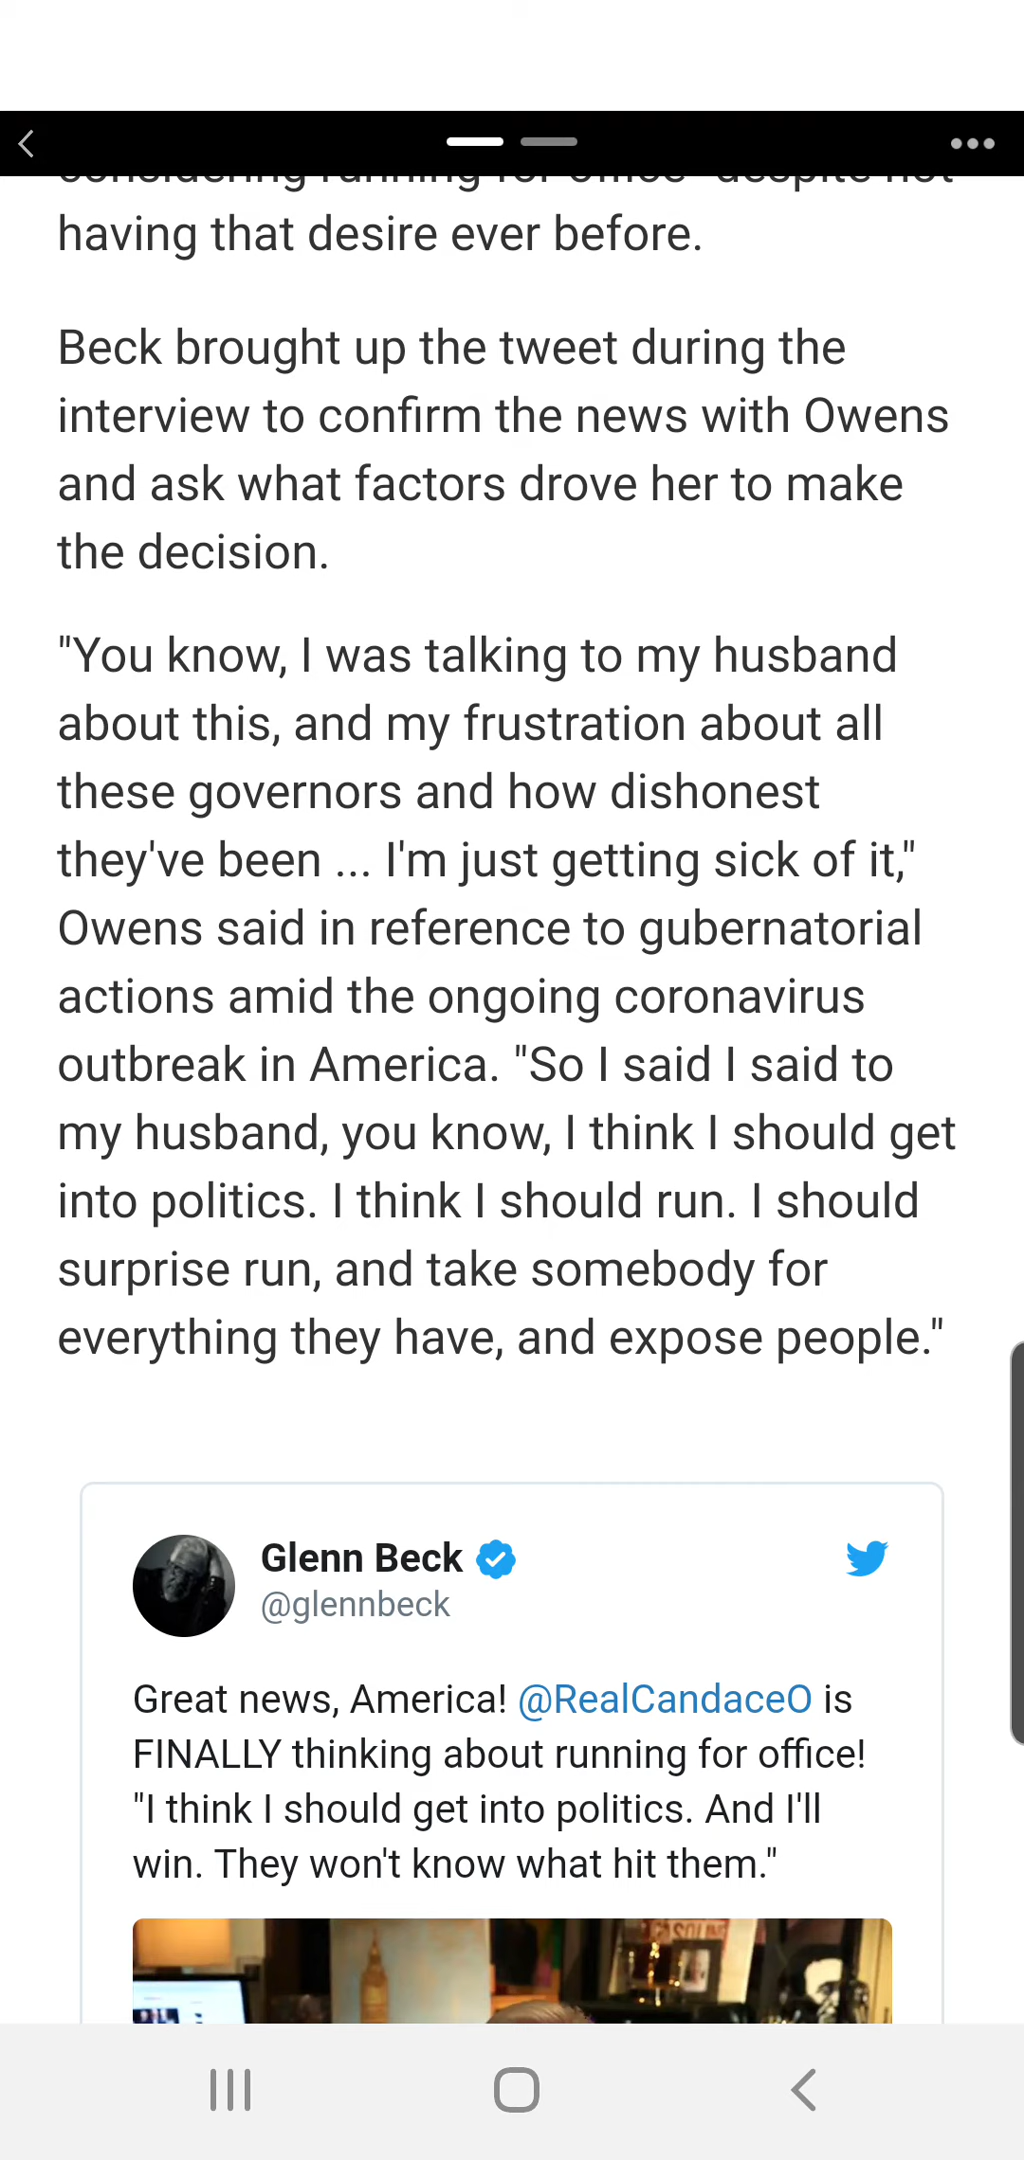 considering running for office" despite not
having that desire ever before.
Beck brought up the tweet during the
interview to confirm the news with Owens
and ask what factors drove her to make
the decision.
"You know, I was talking to my husband
about this, and my frustration about all
these governors and how dishonest
they've been ... I'm just getting sick of it,"
Owens said in reference to gubernatorial
actions amid the ongoing coronavirus
outbreak in America. "So I said I said to
my husband, you know, I think I should get
into politics. I think I should run. I should
surprise run, and take somebody for
everything they have, and expose people."
Glenn Beck
@glennbeck
Great news, America! @RealCandaceO is
FINALLY thinking about running for office!
"I think I should get into politics. And I'll
win. They won't know what hit them."